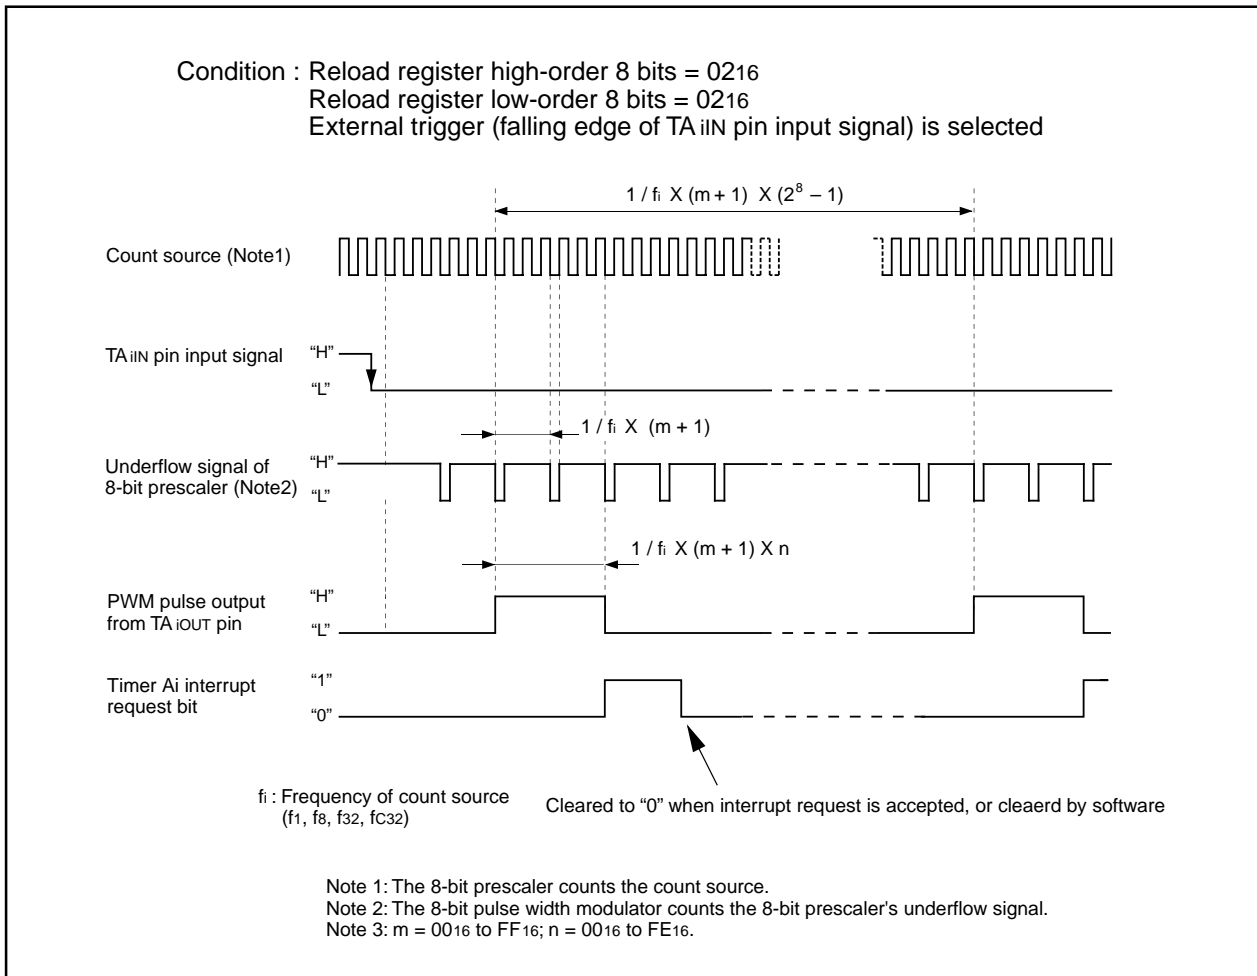 Condition : Reload register high-order 8 bits = 0216
Reload register low-order 8 bits = 0216
External trigger (falling edge of TAiIN pin input signal) is selected
1 / fi X (m + 1) X (2^8 – 1)
Count source (Note1)
TAiIN pin input signal
“H”
“L”
1 / fi X (m + 1)
Underflow signal of
8-bit prescaler (Note2)
“H”
“L”
1 / fi X (m + 1) X n
PWM pulse output
from TAiOUT pin
“H”
“L”
Timer Ai interrupt
request bit
“1”
“0”
fi : Frequency of count source
(f1, f8, f32, fC32)
Cleared to “0” when interrupt request is accepted, or cleaerd by software
Note 1: The 8-bit prescaler counts the count source.
Note 2: The 8-bit pulse width modulator counts the 8-bit prescaler's underflow signal.
Note 3: m = 0016 to FF16; n = 0016 to FE16.